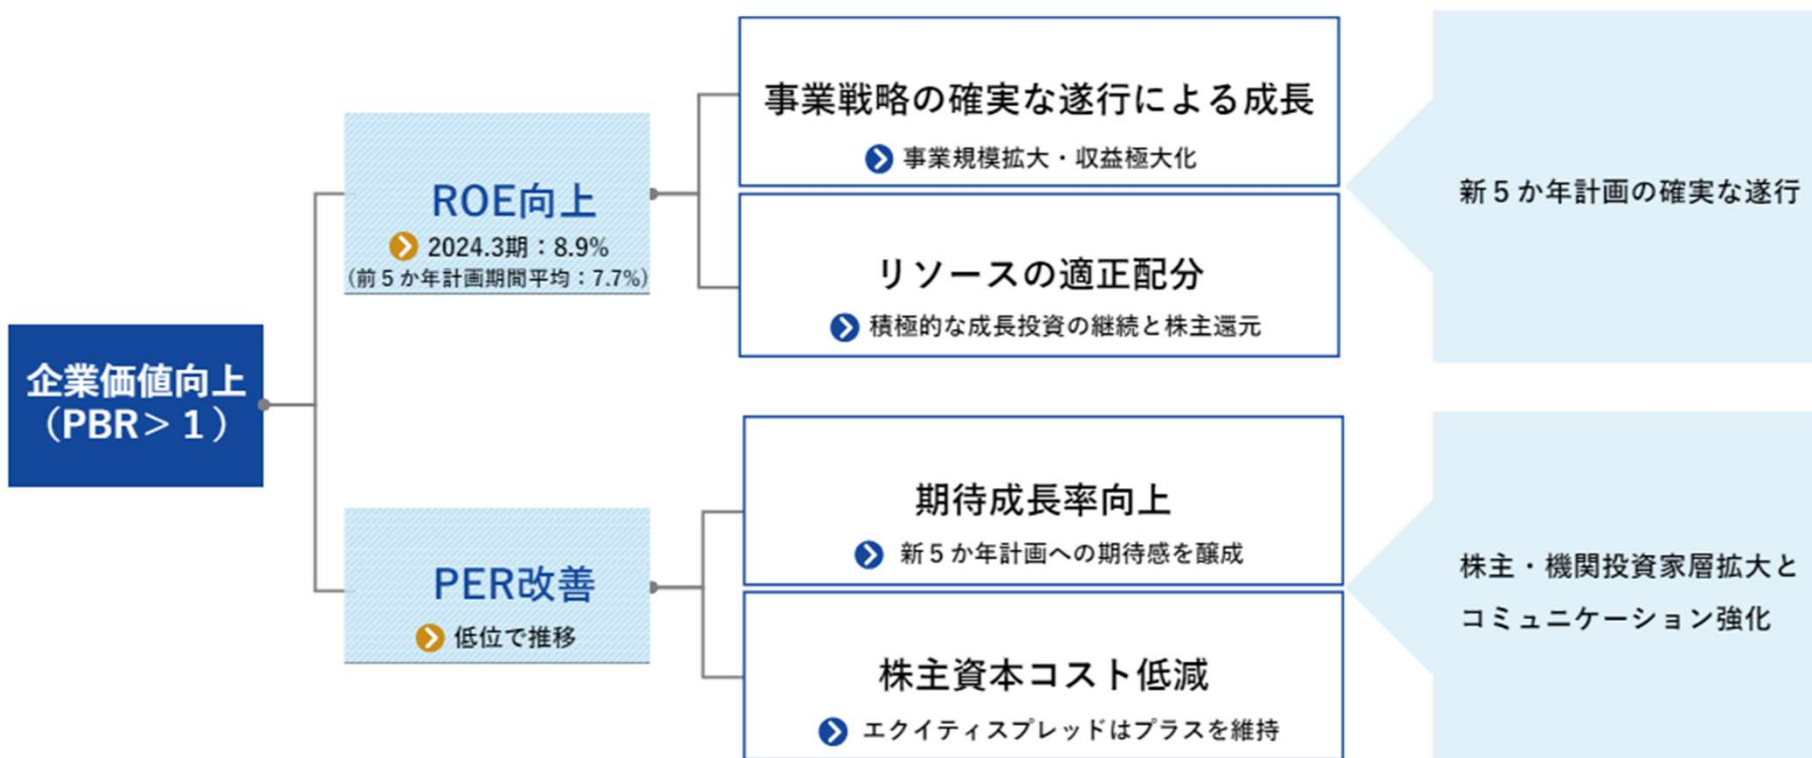 企業価値向上
（PBR＞１）
ROE向上
2024.3期：8.9%
(前５か年計画期間平均：7.7%)
事業戦略の確実な遂行による成長
事業規模拡大・収益極大化
リソースの適正配分
積極的な成長投資の継続と株主還元
新５か年計画の確実な遂行
PER改善
低位で推移
期待成長率向上
新５か年計画への期待感を醸成
株主資本コスト低減
エクイティスプレッドはプラスを維持
株主・機関投資家層拡大と
コミュニケーション強化